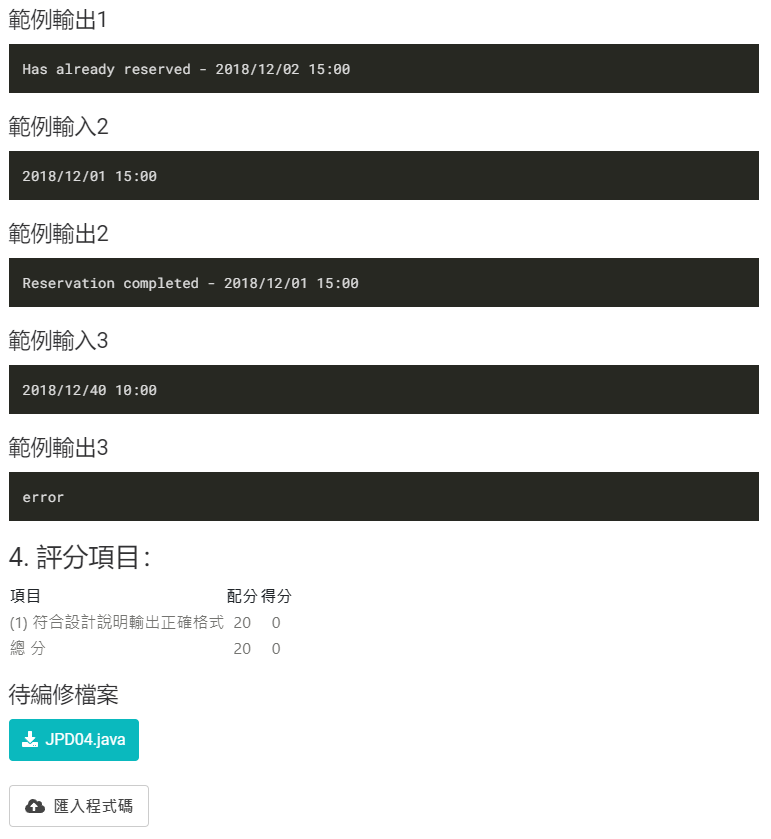 範例輸出1
Has already reserved - 2018/12/02 15:00
範例輸入2
2018/12/01 15:00
範例輸出2
Reservation completed - 2018/12/01 15:00
範例輸入3
2018/12/40 10:00
範例輸出3
error
4. 評分項目：
項目 配分 得分
(1) 符合設計說明輸出正確格式 20 0
總 分 20 0
待編修檔案
JPD04.java
匯入程式碼